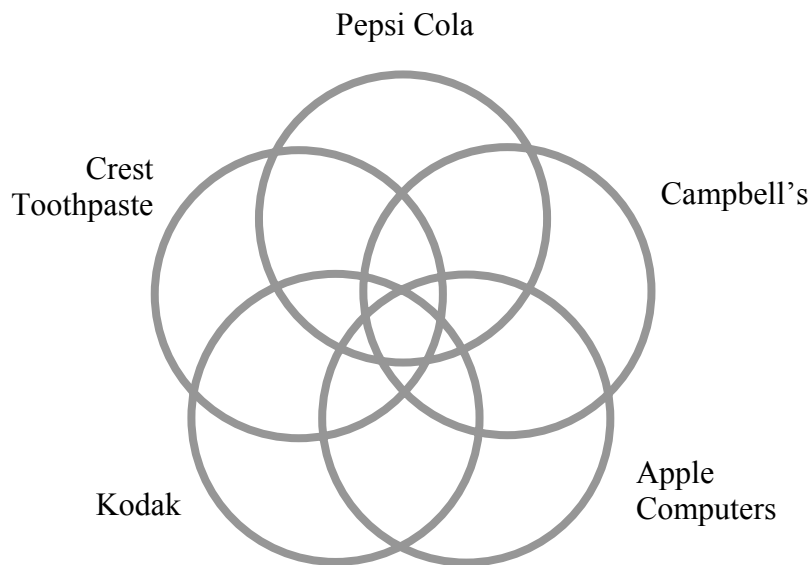 Pepsi Cola
Crest
Toothpaste
Campbell’s
Kodak
Apple
Computers